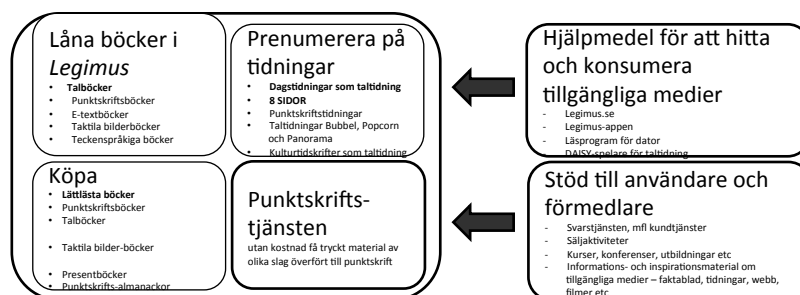 Låna böcker i
Legimus
• Talböcker
• Punktskriftsböcker
• E-textböcker
• Taktila bilderböcker
• Teckenspråkiga böcker
Prenumerera på
tidningar
• Dagstidningar som taltidning
• 8 SIDOR
• Punktskriftstidningar
• Taltidningar Bubbel, Popcorn
och Panorama
• Kulturtidskrifter som taltidning
Köpa
• Lättlästa böcker
• Punktskriftsböcker
• Talböcker
• Taktila bilder-böcker
• Presentböcker
• Punktskrifts-almanackor
Punktskrifts-
tjänsten
utan kostnad få tryckt material av
olika slag överfört till punktskrift
Hjälpmedel för att hitta
och konsumera
tillgängliga medier
- Legimus.se
- Legimus-appen
- Läsprogram för dator
- DAISY-spelare för taltidning
Stöd till användare och
förmedlare
- Svarstjänsten, mfl kundtjänster
- Säljaktiviteter
- Kurser, konferenser, utbildningar etc
- Informations- och inspirationsmaterial om
tillgängliga medier – faktablad, tidningar, webb,
filmer etc